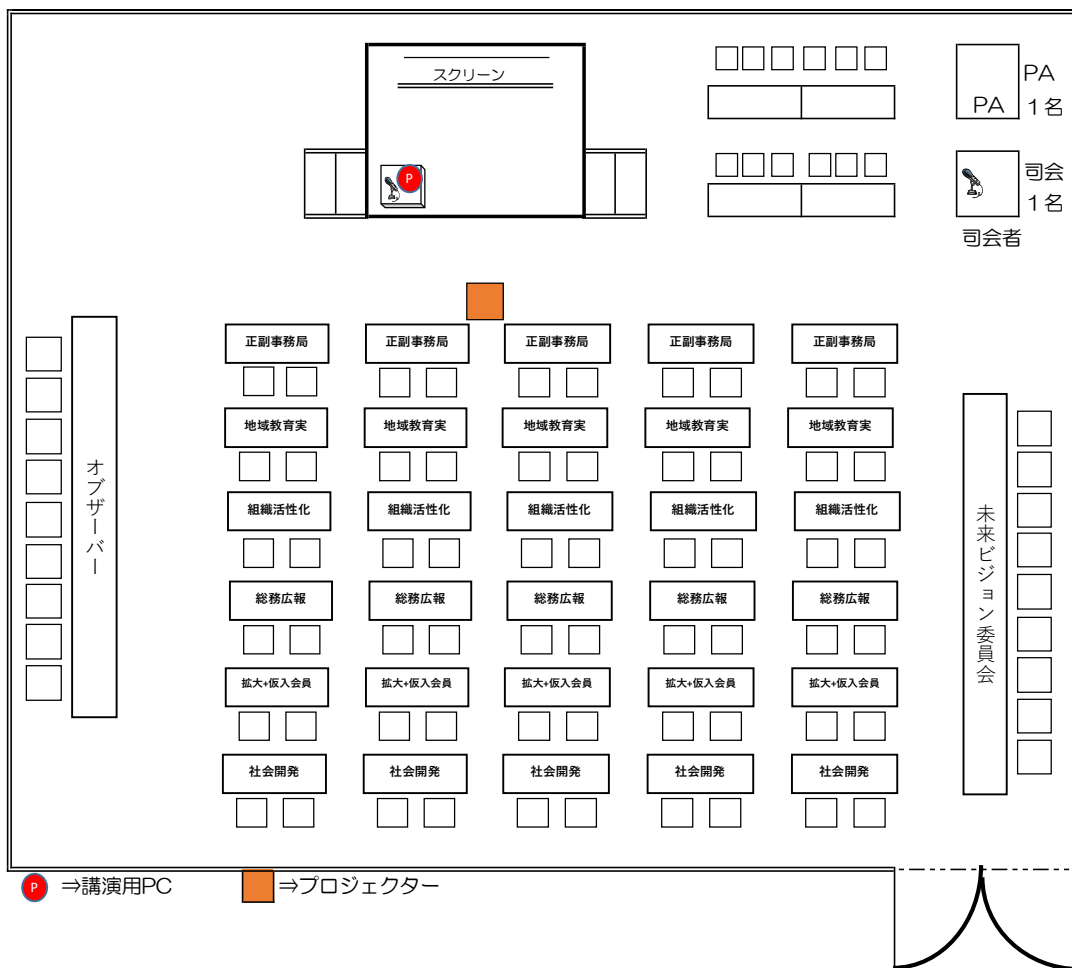 スクリーン
PA
PA
1名
P
司会
1名
司会者
正副事務局 正副事務局 正副事務局 正副事務局 正副事務局
地域教育実 地域教育実 地域教育実 地域教育実 地域教育実
組織活性化 組織活性化 組織活性化 組織活性化 組織活性化
オブザーバー
未来ビジョン委員会
総務広報 総務広報 総務広報 総務広報 総務広報
拡大+仮入会員 拡大+仮入会員 拡大+仮入会員 拡大+仮入会員 拡大+仮入会員
社会開発 社会開発 社会開発 社会開発 社会開発
P ⇒講演用PC ⇒プロジェクター